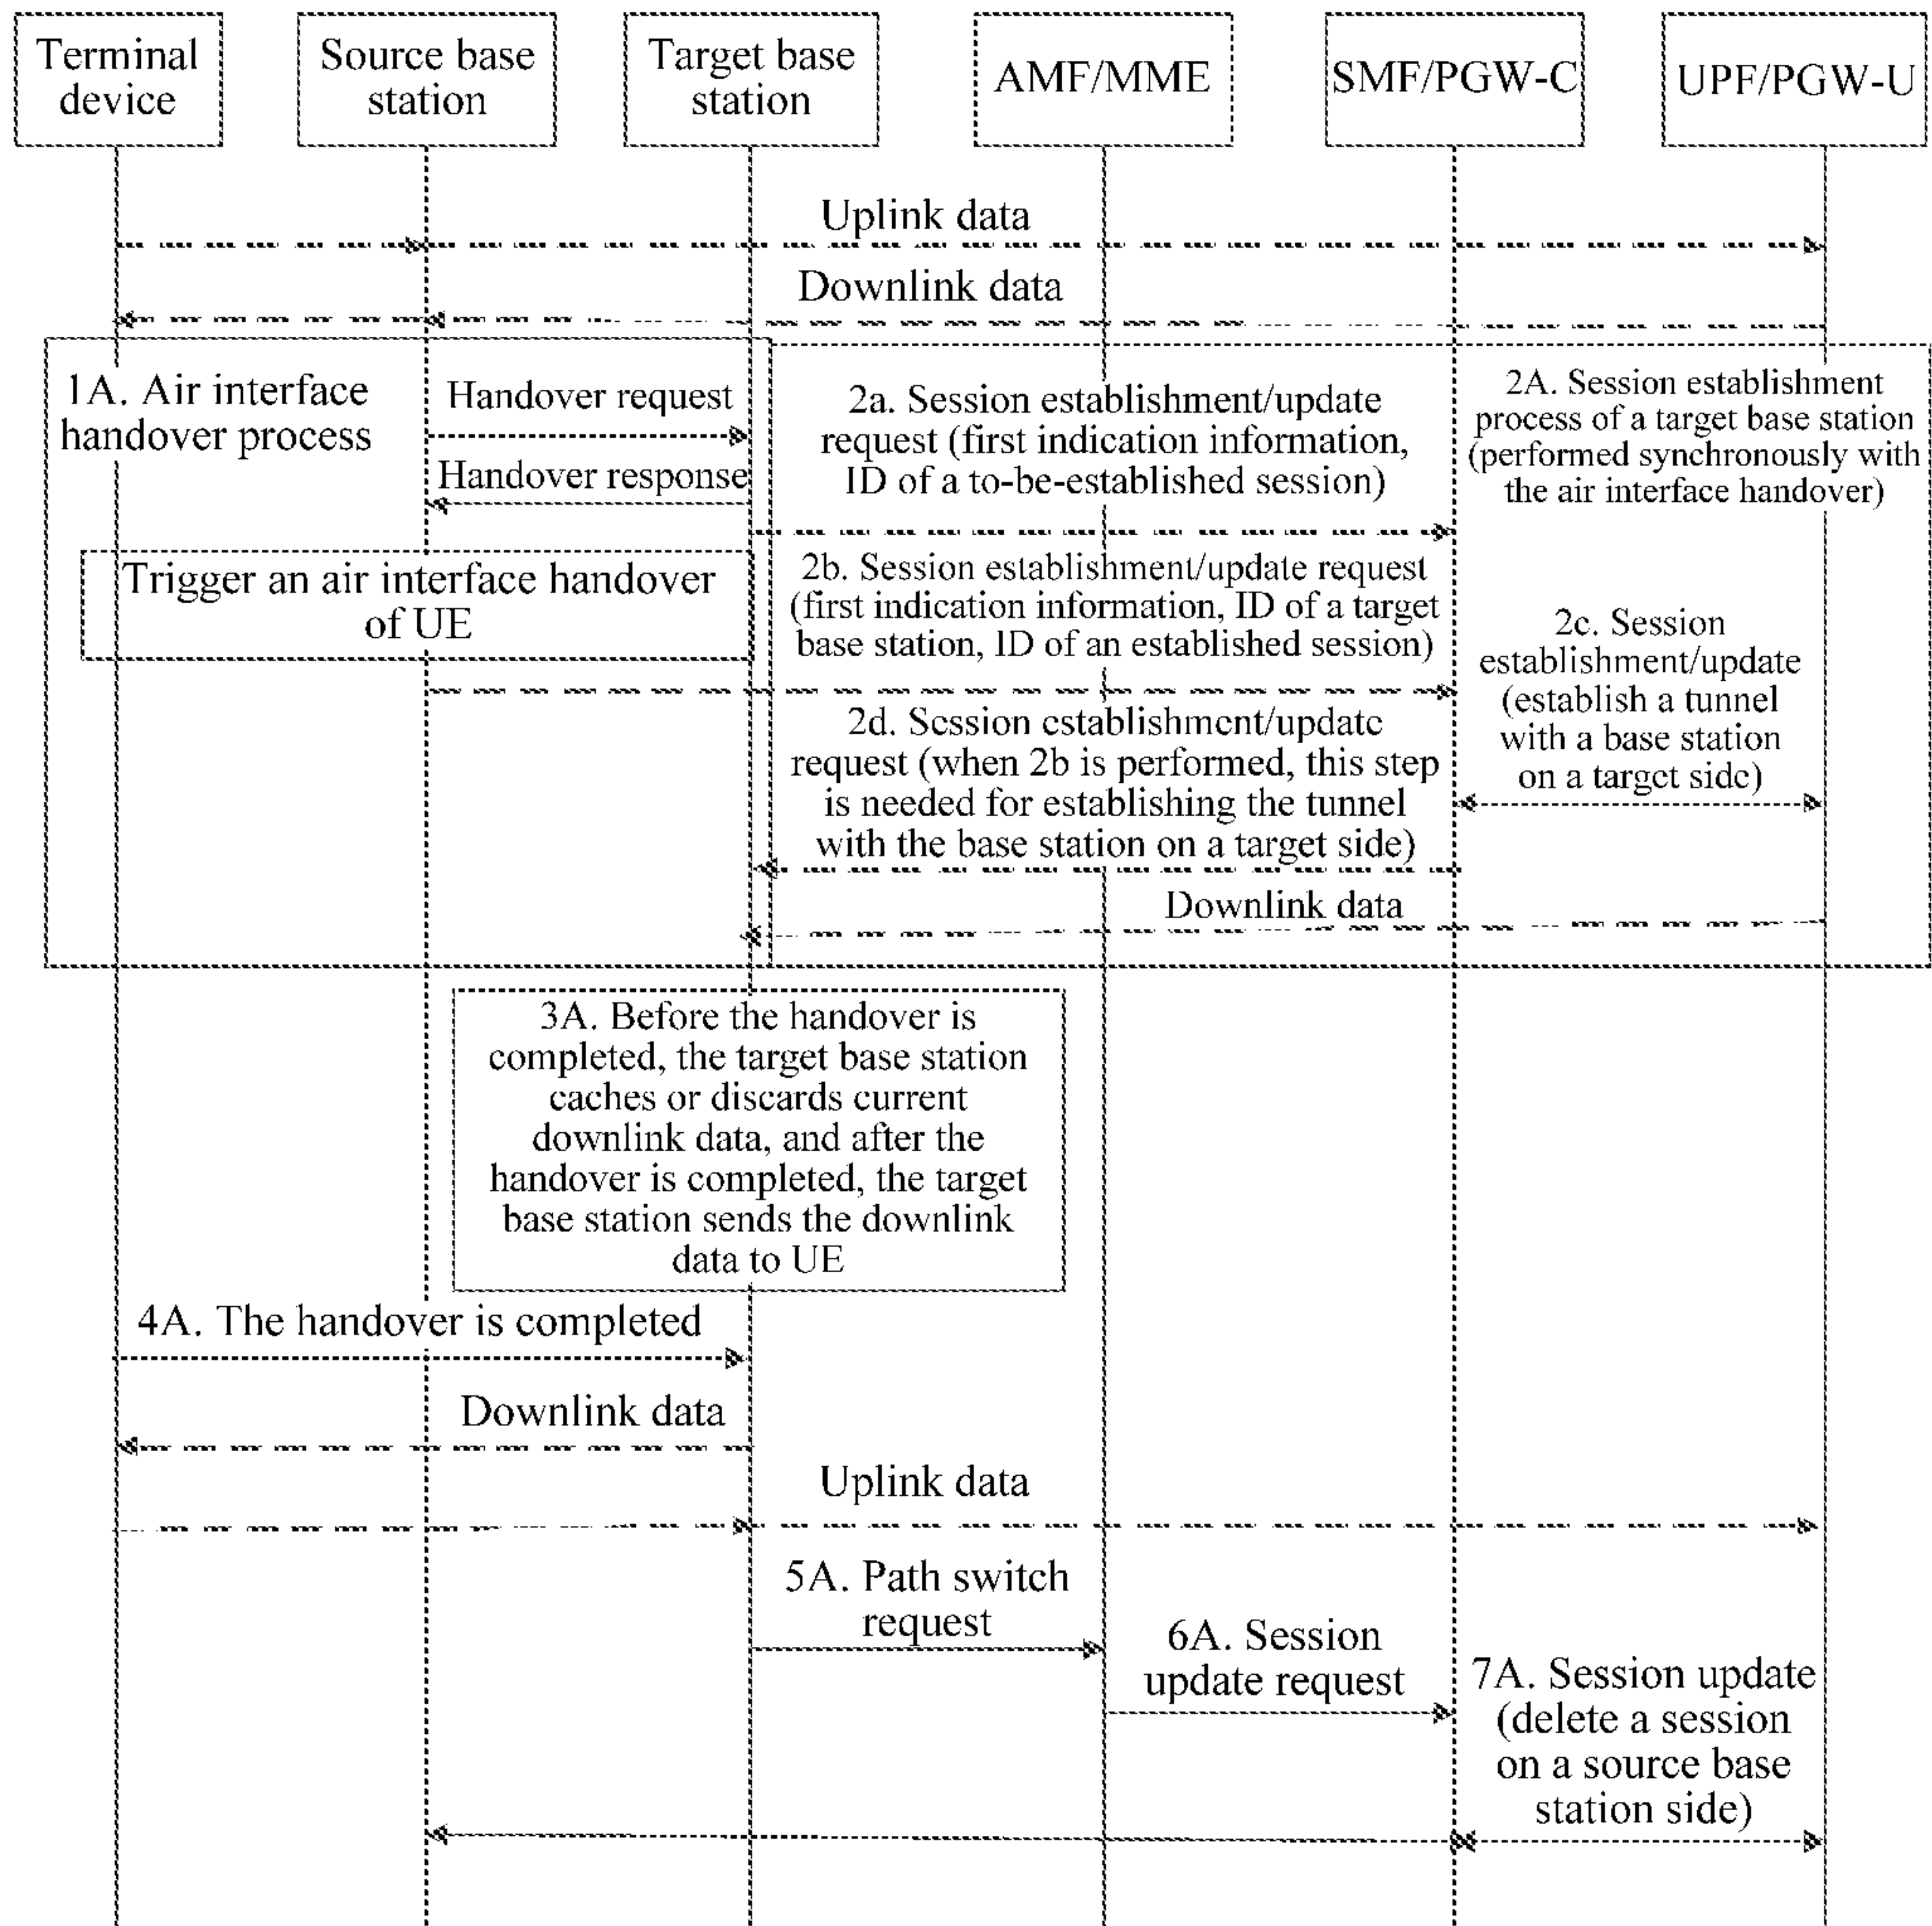 Terminal
device
Source base
station
Target base
station
AMF/MME
SMF/PGW-C
UPF/PGW-U
Uplink data
Downlink data
1A. Air interface
handover process
Handover request
Handover response
Trigger an air interface handover
of UE
2a. Session establishment/update
request (first indication information,
ID of a to-be-established session)
2A. Session establishment
process of a target base station
(performed synchronously with
the air interface handover)
2b. Session establishment/update request
(first indication information, ID of a target
base station, ID of an established session)
2c. Session
establishment/update
(establish a tunnel
with a base station
on a target side)
2d. Session establishment/update
request (when 2b is performed, this step
is needed for establishing the tunnel
with the base station on a target side)
Downlink data
3A. Before the handover is
completed, the target base station
caches or discards current
downlink data, and after the
handover is completed, the target
base station sends the downlink
data to UE
4A. The handover is completed
Downlink data
Uplink data
5A. Path switch
request
6A. Session
update request
7A. Session update
(delete a session
on a source base
station side)